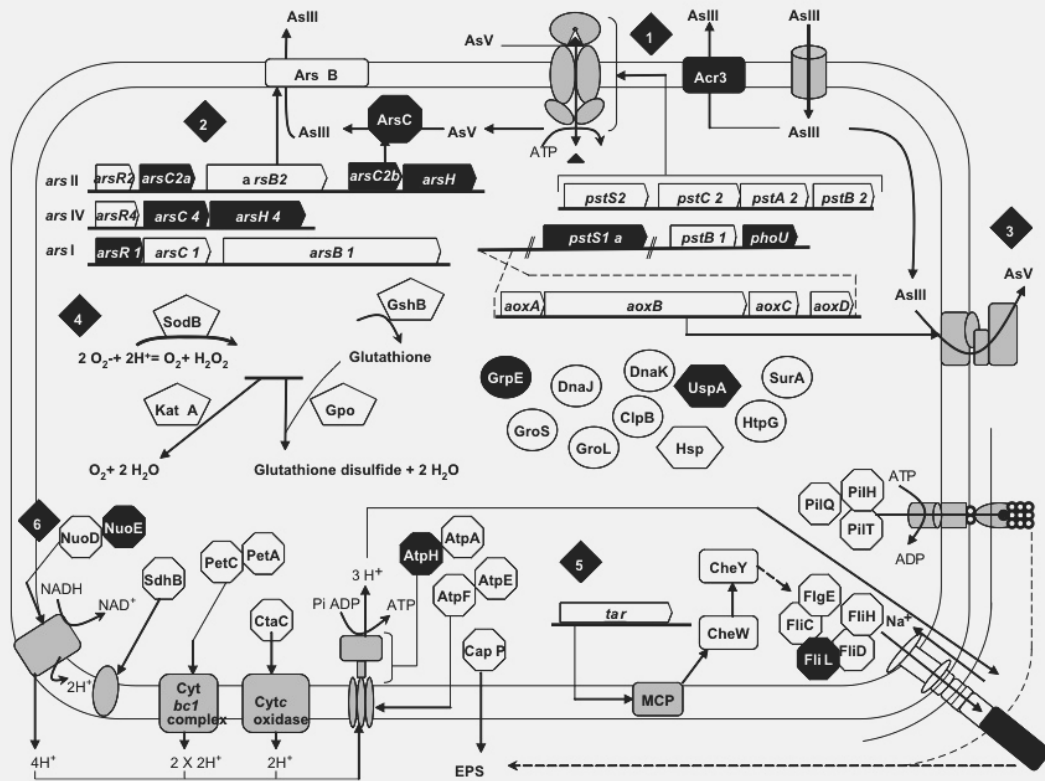 AsIII
AsV
1
AsIII
AsIII
Ars B
Acr3
2
AsIII
ArsC
AsV
ATP
AsIII
ars II
arsR2
arsC2a
arsB2
arsC2b
arsH
ars IV
arsR4
arsC 4
arsH 4
ars I
arsR 1
arsC 1
arsB 1
pstS2
pstC 2
pstA 2
pstB 2
pstS1 a
pstB 1
phoU
aoxA
aoxB
aoxC
aoxD
3
AsV
AsIII
4
SodB
GshB
2 O₂-+ 2H⁺= O₂+ H₂O₂
Glutathione
Kat A
Gpo
O₂+ 2 H₂O
Glutathione disulfide + 2 H₂O
GrpE
DnaJ
DnaK
UspA
SurA
GroS
GroL
ClpB
Hsp
HtpG
PilQ
PilH
PilT
ATP
ADP
6
NuoD
NuoE
NADH
NAD⁺
SdhB
PetC
PetA
CtaC
2H⁺
Cyt
bc1
complex
Cytc
oxidase
4H⁺
2 X 2H⁺
2H⁺
3 H⁺
Pi ADP
ATP
AtpH
AtpA
AtpF
AtpE
Cap P
EPS
5
tar
MCP
CheY
CheW
FlgE
FliC
FliH
FliD
Fli L
Na⁺